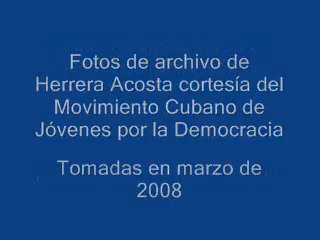 Fotos de archivo de
Herrera Acosta cortesía del
Movimiento Cubano de
Jóvenes por la Democracia
Tomadas en marzo de
2008